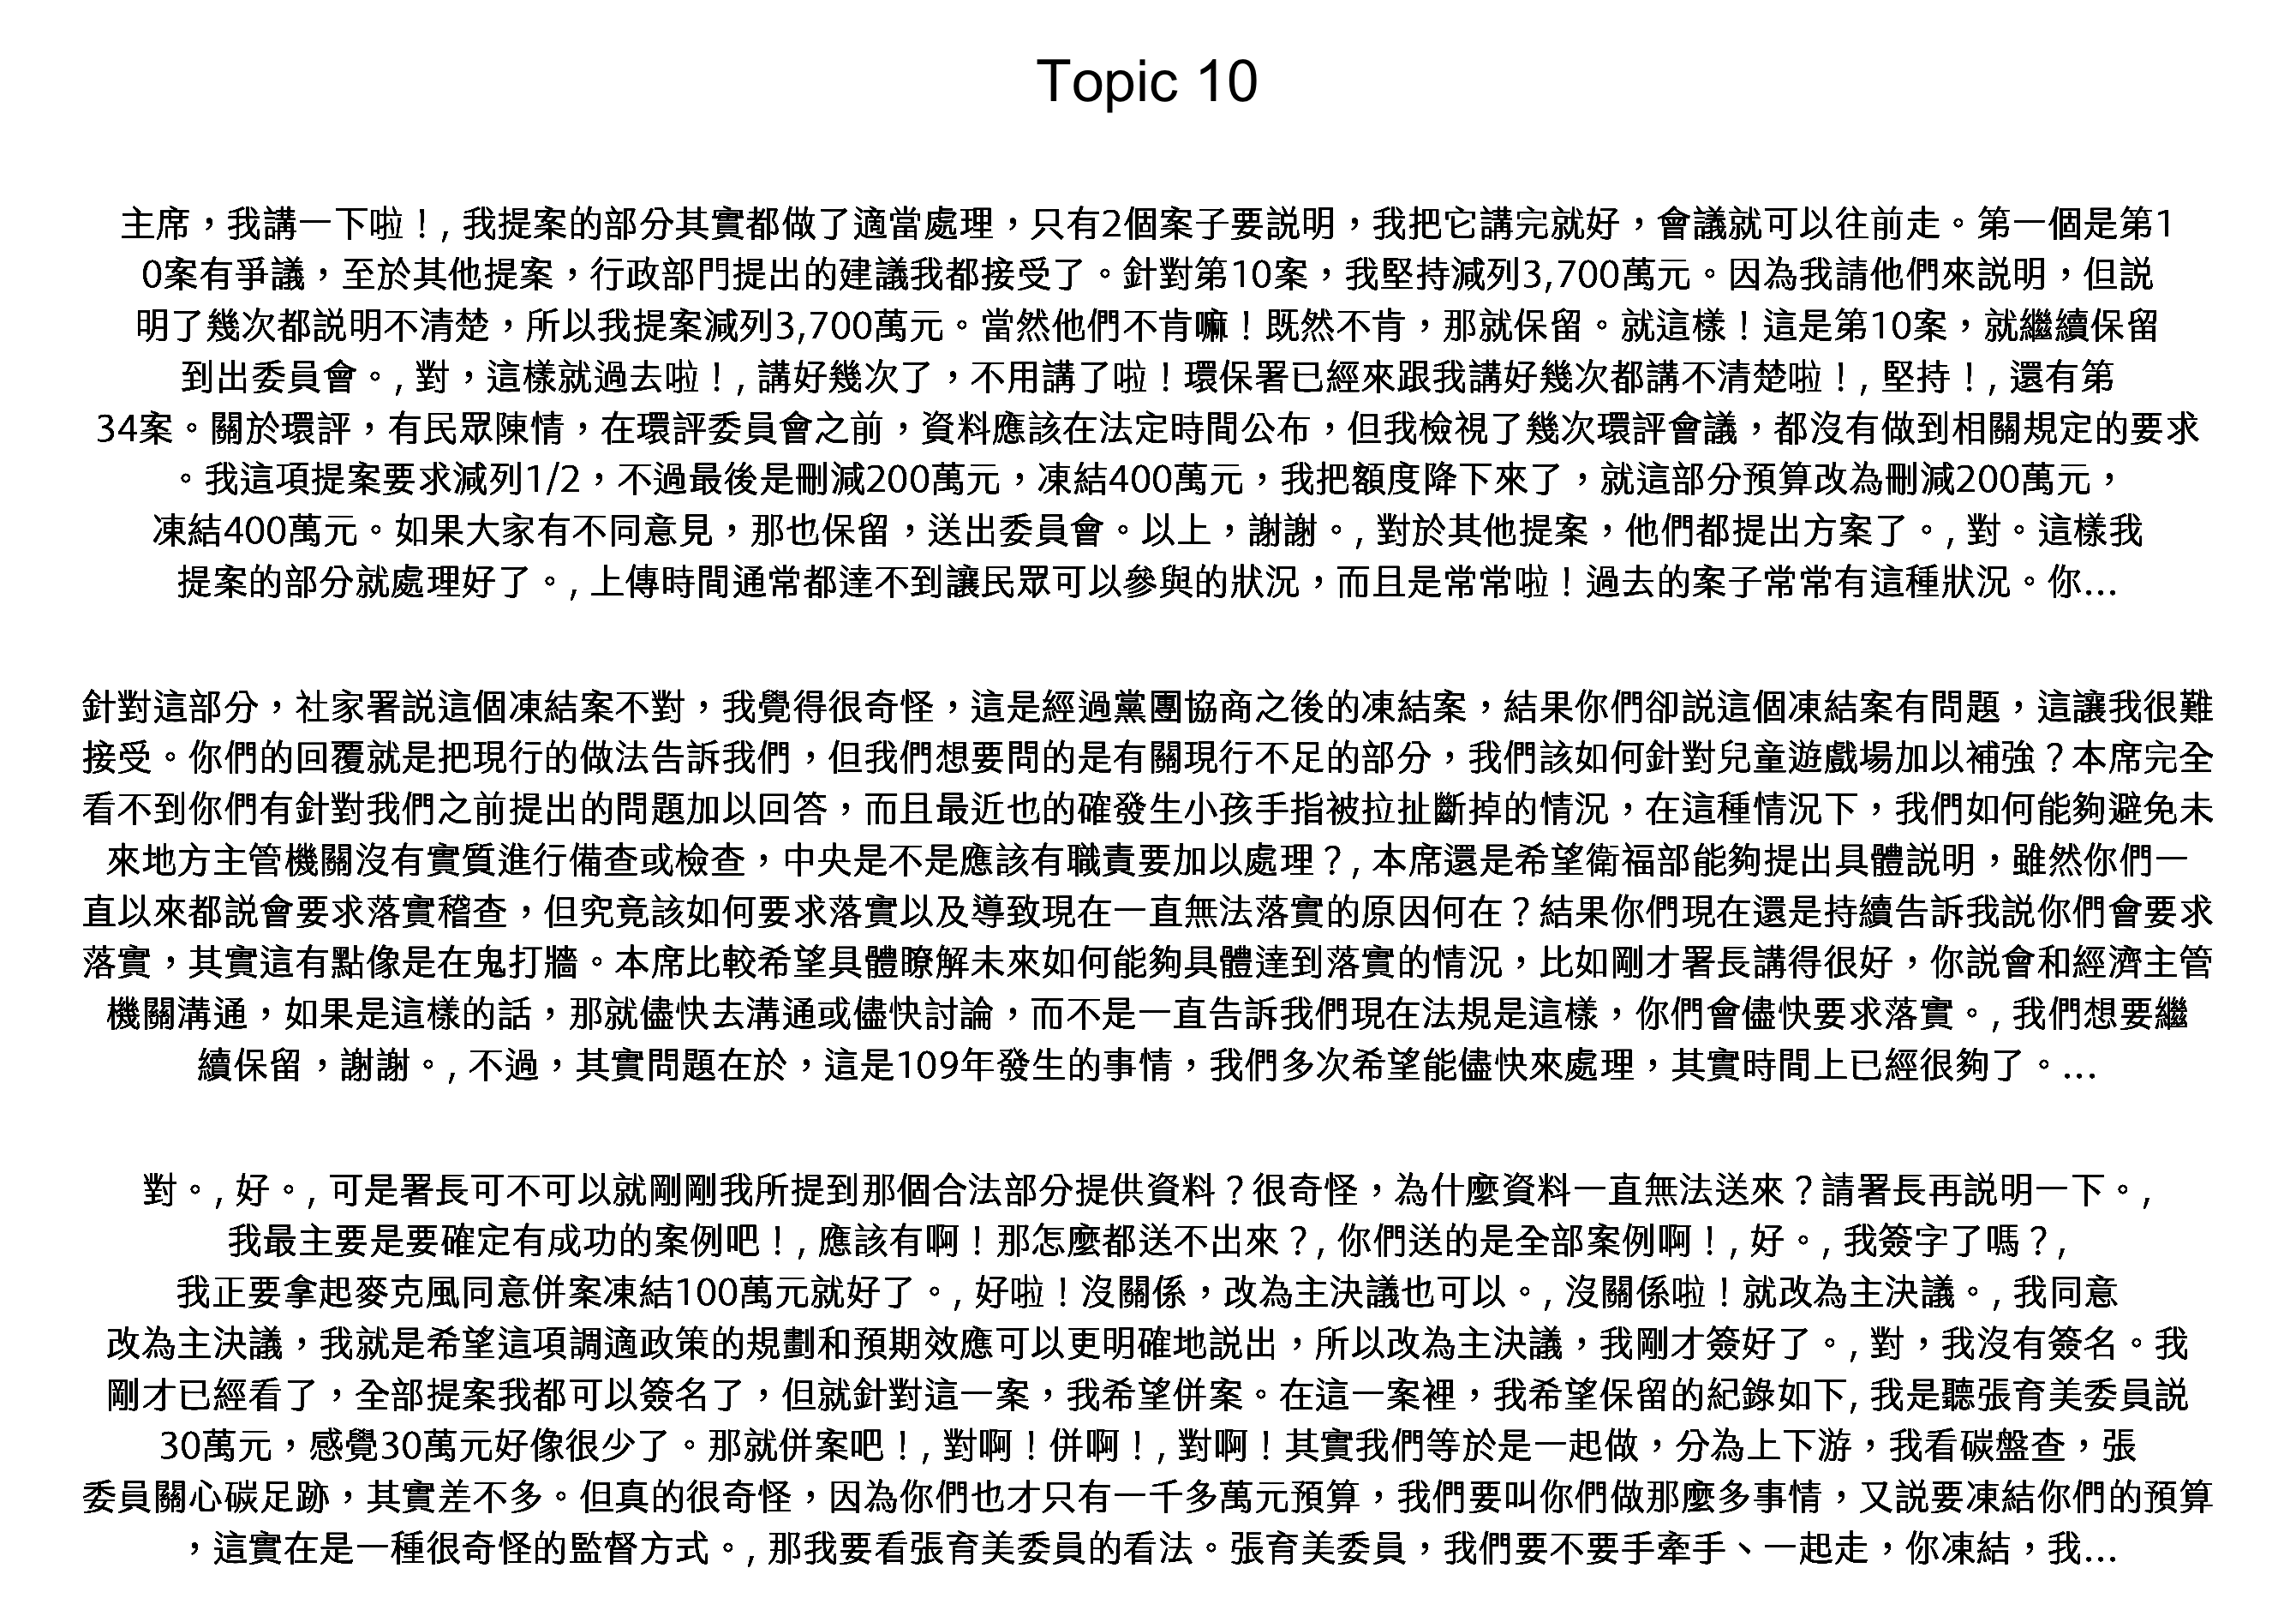 Topic 10
主席，我講一下啦！, 我提案的部分其實都做了適當處理，只有2個案子要説明，我把它講完就好，會議就可以往前走。第一個是第1
0案有爭議，至於其他提案，行政部門提出的建議我都接受了。針對第10案，我堅持減列3,700萬元。因為我請他們來説明，但説
明了幾次都説明不清楚，所以我提案減列3,700萬元。當然他們不肯嘛！既然不肯，那就保留。就這樣！這是第10案，就繼續保留
到出委員會。, 對，這樣就過去啦！, 講好幾次了，不用講了啦！環保署已經來跟我講好幾次都講不清楚啦！, 堅持！, 還有第
34案。關於環評，有民眾陳情，在環評委員會之前，資料應該在法定時間公布，但我檢視了幾次環評會議，都沒有做到相關規定的要求
。我這項提案要求減列1/2，不過最後是刪減200萬元，凍結400萬元，我把額度降下來了，就這部分預算改為刪減200萬元，
凍結400萬元。如果大家有不同意見，那也保留，送出委員會。以上，謝謝。, 對於其他提案，他們都提出方案了。, 對。這樣我
提案的部分就處理好了。, 上傳時間通常都達不到讓民眾可以參與的狀況，而且是常常啦！過去的案子常常有這種狀況。你...
針對這部分，社家署説這個凍結案不對，我覺得很奇怪，這是經過黨團協商之後的凍結案，結果你們卻説這個凍結案有問題，這讓我很難
接受。你們的回覆就是把現行的做法告訴我們，但我們想要問的是有關現行不足的部分，我們該如何針對兒童遊戲場加以補強？本席完全
看不到你們有針對我們之前提出的問題加以回答，而且最近也的確發生小孩手指被拉扯斷掉的情況，在這種情況下，我們如何能夠避免未
來地方主管機關沒有實質進行備查或檢查，中央是不是應該有職責要加以處理？, 本席還是希望衛福部能夠提出具體説明，雖然你們一
直以來都説會要求落實稽查，但究竟該如何要求落實以及導致現在一直無法落實的原因何在？結果你們現在還是持續告訴我説你們會要求
落實，其實這有點像是在鬼打牆。本席比較希望具體瞭解未來如何能夠具體達到落實的情況，比如剛才署長講得很好，你説會和經濟主管
機關溝通，如果是這樣的話，那就儘快去溝通或儘快討論，而不是一直告訴我們現在法規是這樣，你們會儘快要求落實。, 我們想要繼
續保留，謝謝。, 不過，其實問題在於，這是109年發生的事情，我們多次希望能儘快來處理，其實時間上已經很夠了。...
對。, 好。, 可是署長可不可以就剛剛我所提到那個合法部分提供資料？很奇怪，為什麼資料一直無法送來？請署長再説明一下。,
我最主要是要確定有成功的案例吧！, 應該有啊！那怎麼都送不出來？, 你們送的是全部案例啊！, 好。, 我簽字了嗎？,
我正要拿起麥克風同意併案凍結100萬元就好了。, 好啦！沒關係，改為主決議也可以。, 沒關係啦！就改為主決議。, 我同意
改為主決議，我就是希望這項調適政策的規劃和預期效應可以更明確地説出，所以改為主決議，我剛才簽好了。, 對，我沒有簽名。我
剛才已經看了，全部提案我都可以簽名了，但就針對這一案，我希望併案。在這一案裡，我希望保留的紀錄如下, 我是聽張育美委員説
30萬元，感覺30萬元好像很少了。那就併案吧！, 對啊！併啊！, 對啊！其實我們等於是一起做，分為上下游，我看碳盤查，張
委員關心碳足跡，其實差不多。但真的很奇怪，因為你們也才只有一千多萬元預算，我們要叫你們做那麼多事情，又説要凍結你們的預算
，這實在是一種很奇怪的監督方式。, 那我要看張育美委員的看法。張育美委員，我們要不要手牽手、一起走，你凍結，我...